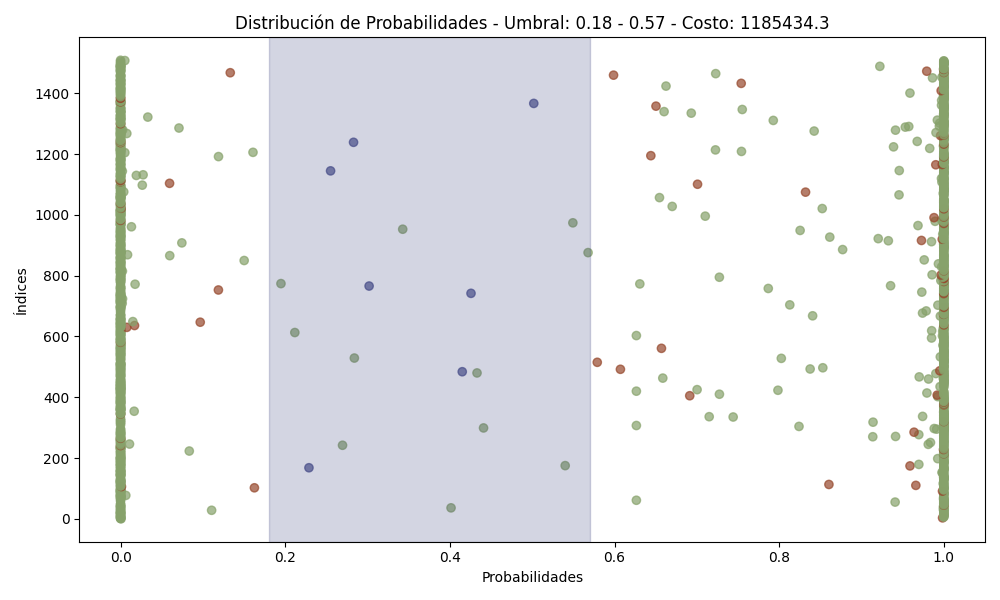 Distribución de Probabilidades - Umbral: 0.18 - 0.57 - Costo: 1185434.3
Índices
1400
1200
1000
800
600
400
200
0
0.0 0.2 0.4 0.6 0.8 1.0
Probabilidades